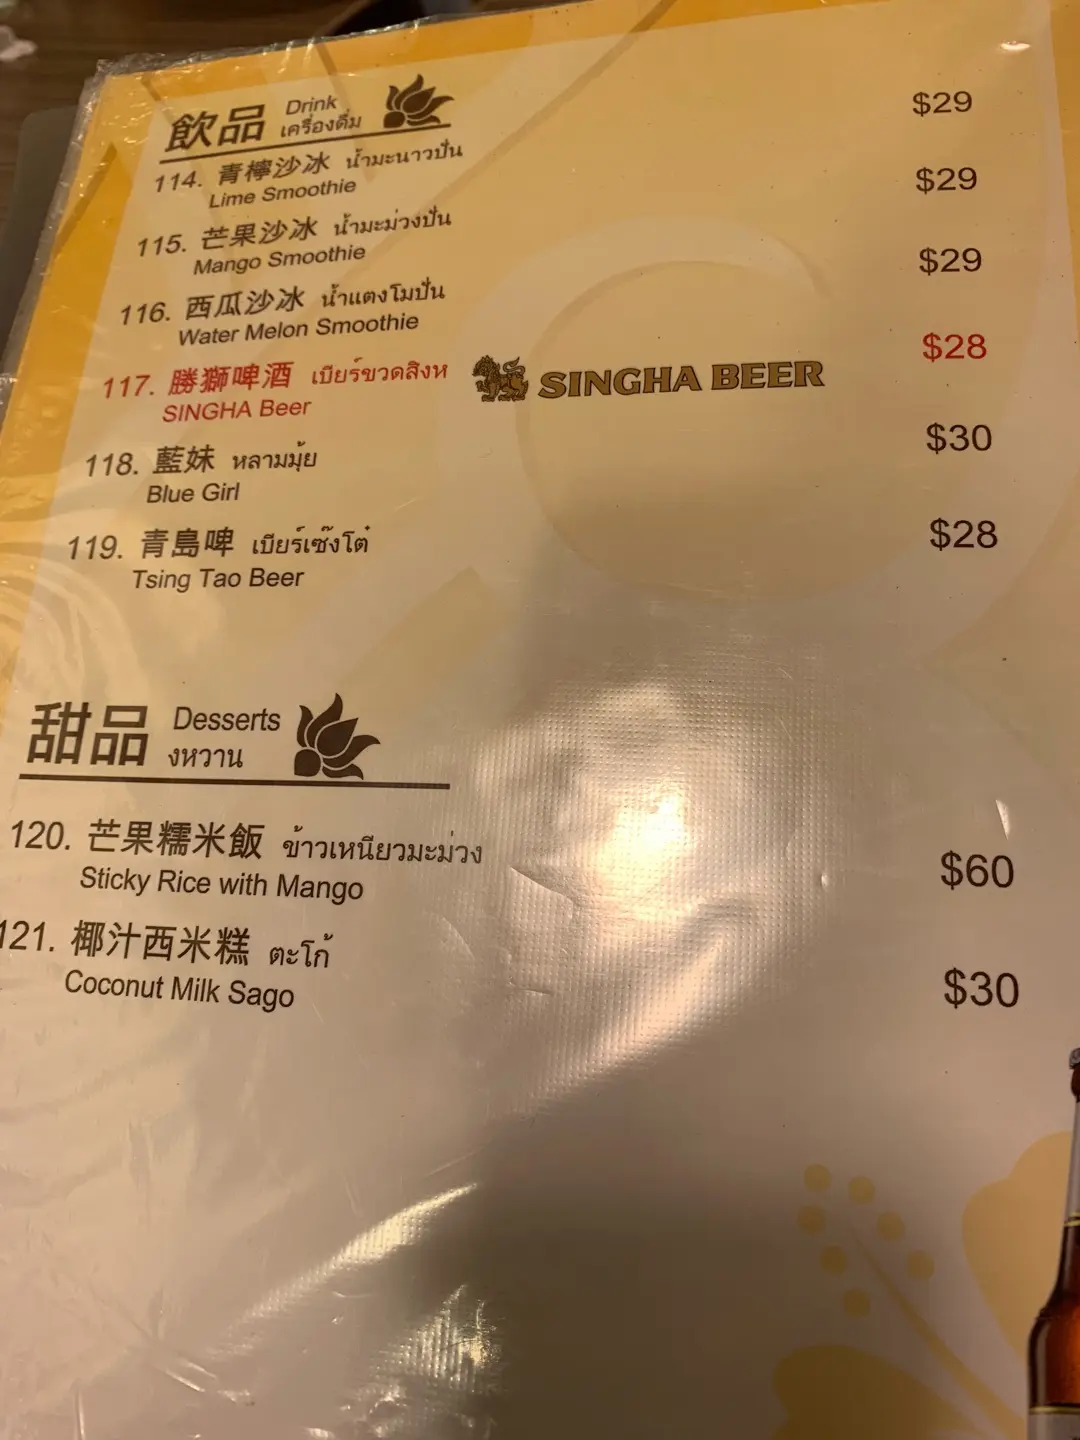 飲品 Drink
เครื่องดื่ม
114. 青檸沙冰 น้ำมะนาวปั่น $29
Lime Smoothie
115. 芒果沙冰 น้ำมะม่วงปั่น $29
Mango Smoothie
116. 西瓜沙冰 น้ำแตงโมปั่น $29
Water Melon Smoothie
117. 勝獅啤酒 เบียร์ขวดสิงห SINGHA BEER $28
SINGHA Beer
118. 藍妹 หลามมุ้ย $30
Blue Girl
119. 青島啤 เบียร์เซ๊งโต๋ $28
Tsing Tao Beer
甜品 Desserts
งหวาน
120. 芒果糯米飯 ข้าวเหนียวมะม่วง $60
Sticky Rice with Mango
121. 椰汁西米糕 ตะโก้ $30
Coconut Milk Sago